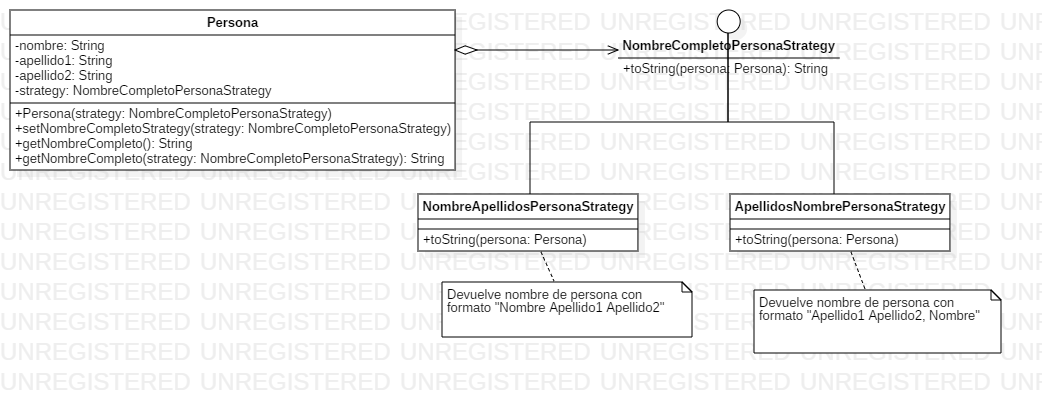 Persona
-nombre: String
-apellido1: String
-apellido2: String
-strategy: NombreCompletoPersonaStrategy
+Persona(strategy: NombreCompletoPersonaStrategy)
+setNombreCompletoStrategy(strategy: NombreCompletoPersonaStrategy)
+getNombreCompleto(): String
+getNombreCompleto(strategy: NombreCompletoPersonaStrategy): String
NombreCompletoPersonaStrategy
+toString(persona: Persona): String
NombreApellidosPersonaStrategy
+toString(persona: Persona)
ApellidosNombrePersonaStrategy
+toString(persona: Persona)
Devuelve nombre de persona con
formato "Nombre Apellido1 Apellido2"
Devuelve nombre de persona con
formato "Apellido1 Apellido2, Nombre"
UNREGISTERED